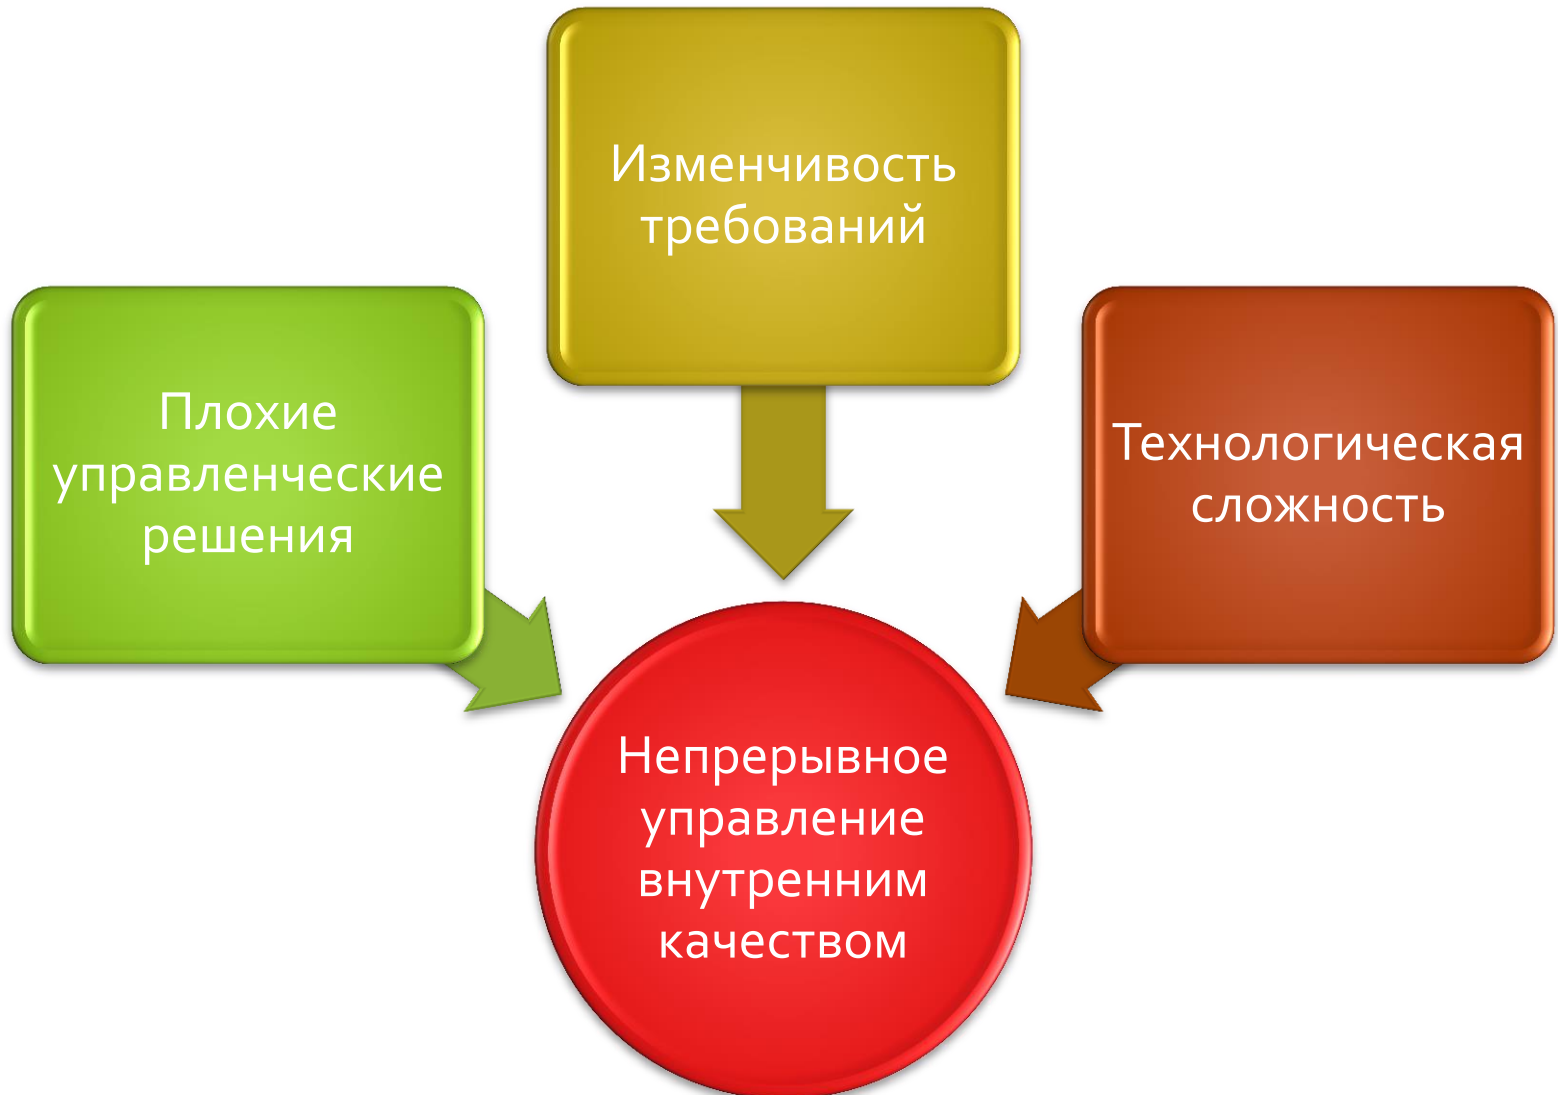 Изменчивость
требований
Плохие
управленческие
решения
Технологическая
сложность
Непрерывное
управление
внутренним
качеством